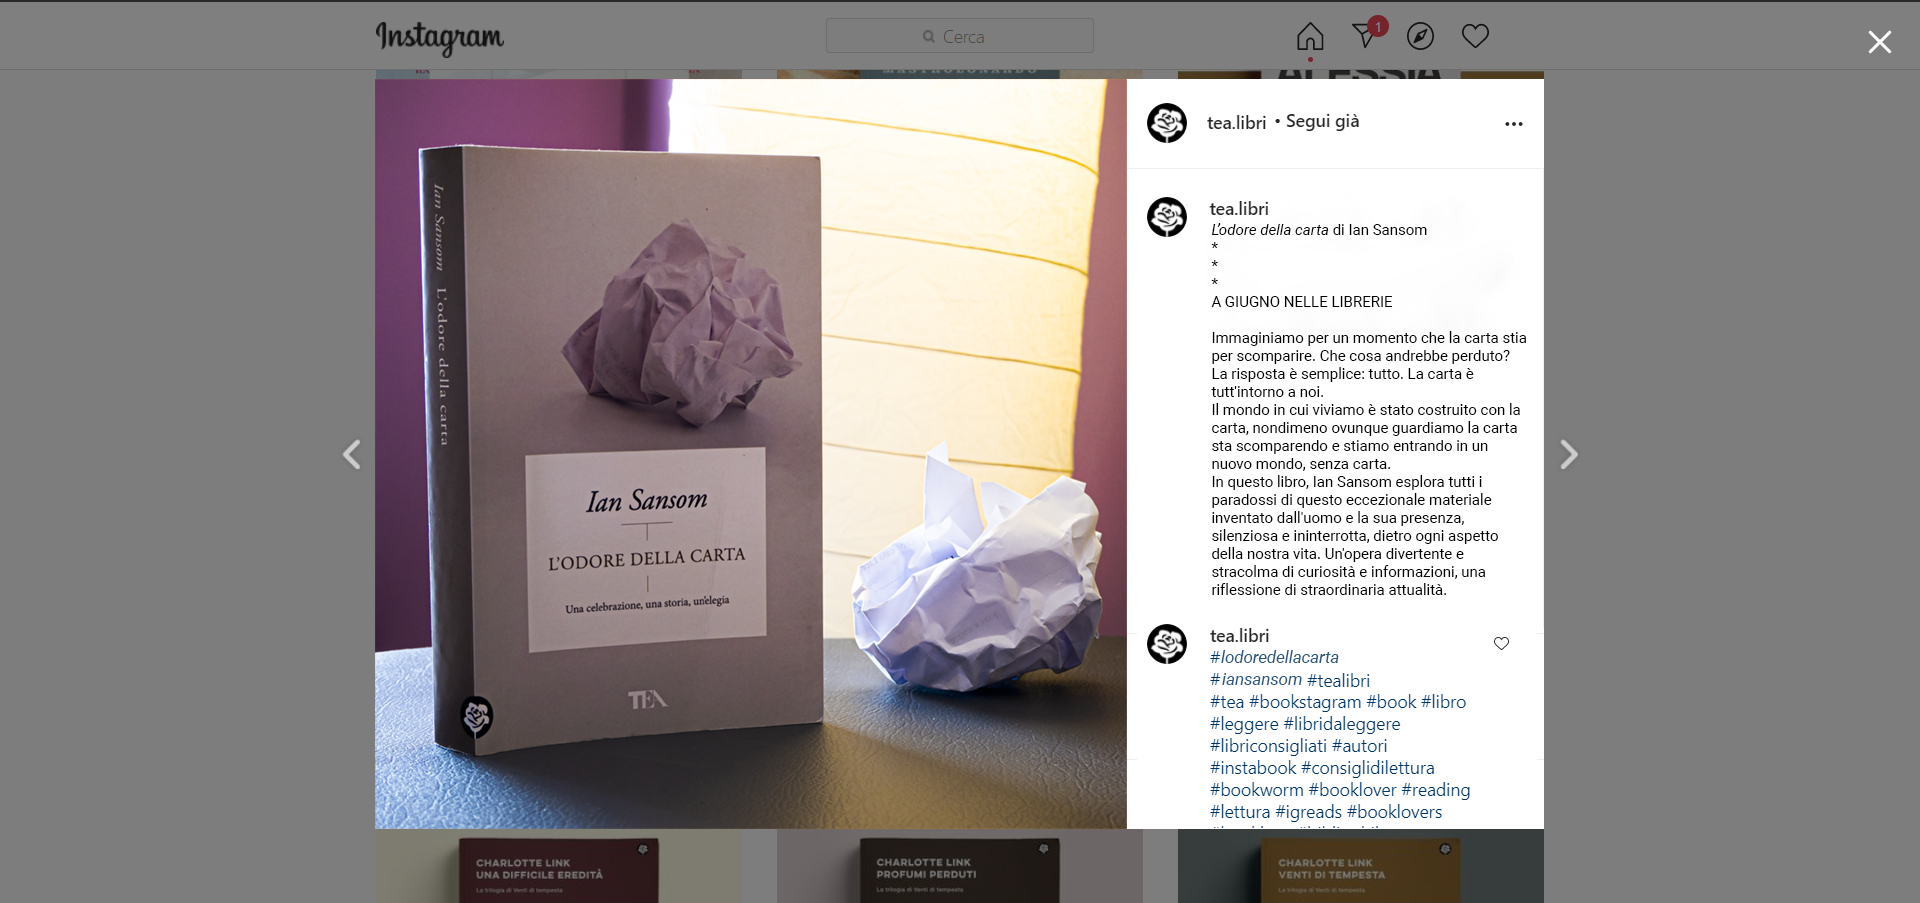 Instagram
Cerca
1
tea.libri • Segui già
Ian Sansom L'odore della carta
Ian Sansom
L'ODORE DELLA CARTA
Una celebrazione, una storia, un'elegia
TEA
tea.libri
L'odore della carta di Ian Sansom
*
*
*
A GIUGNO NELLE LIBRERIE
Immaginiamo per un momento che la carta stia
per scomparire. Che cosa andrebbe perduto?
La risposta è semplice: tutto. La carta è
tutt'intorno a noi.
Il mondo in cui viviamo è stato costruito con la
carta, nondimeno ovunque guardiamo la carta
sta scomparendo e stiamo entrando in un
nuovo mondo, senza carta.
In questo libro, Ian Sansom esplora tutti i
paradossi di questo eccezionale materiale
inventato dall'uomo e la sua presenza,
silenziosa e ininterrotta, dietro ogni aspetto
della nostra vita. Un'opera divertente e
stracolma di curiosità e informazioni, una
riflessione di straordinaria attualità.
tea.libri
#lodoredellacarta
#iansansom #tealibri
#tea #bookstagram #book #libro
#leggere #libridaleggere
#libriconsigliati #autori
#instabook #consiglidilettura
#bookworm #booklover #reading
#lettura #igreads #booklovers
CHARLOTTE LINK
UNA DIFFICILE EREDITÀ
La trilogia di Venti di tempesta
CHARLOTTE LINK
PROFUMI PERDUTI
La trilogia di Venti di tempesta
CHARLOTTE LINK
VENTI DI TEMPESTA
La trilogia di Venti di tempesta